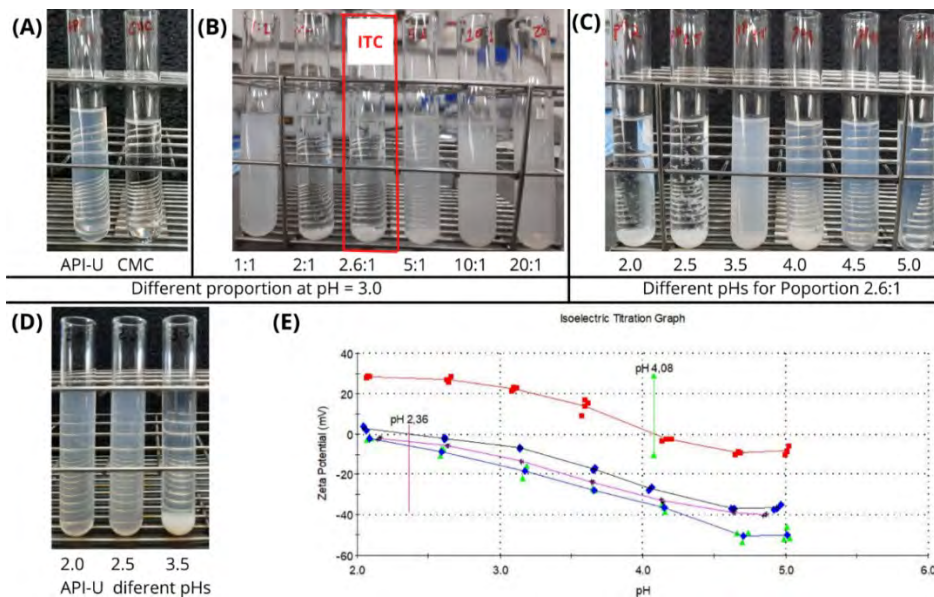 (A)
API-U CMC
(B)
ITC
1:1 2:1 2.6:1 5:1 10:1 20:1
Different proportion at pH = 3.0
(C)
2.0 2.5 3.5 4.0 4.5 5.0
Different pHs for Poportion 2.6:1
(D)
2.0 2.5 3.5
API-U diferent pHs
(E)
Isoelectric Titration Graph
Zeta Potential (mV)
40
20
0
-20
-40
-60
pH 4,08
pH 2,36
2.0 3.0 4.0 5.0 6.0
pH